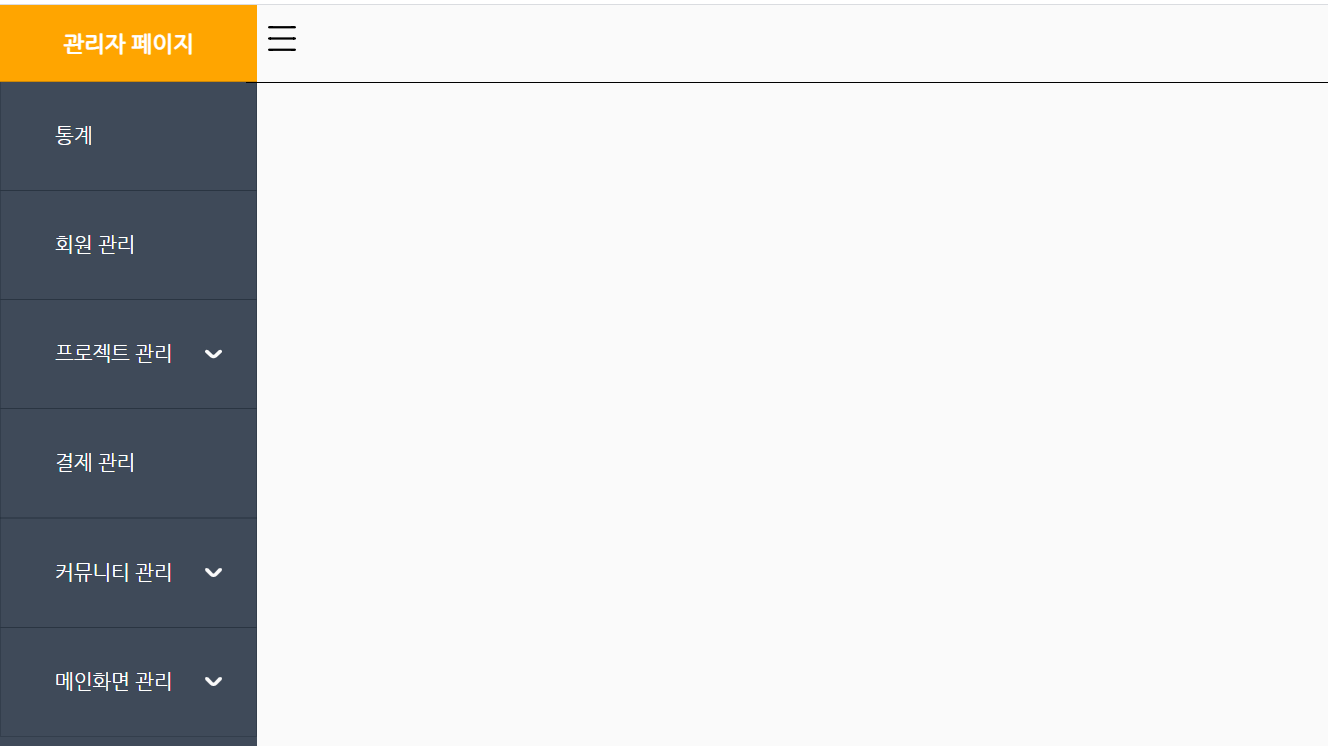 관리자 페이지
통계
회원 관리
프로젝트 관리
결제 관리
커뮤니티 관리
메인화면 관리